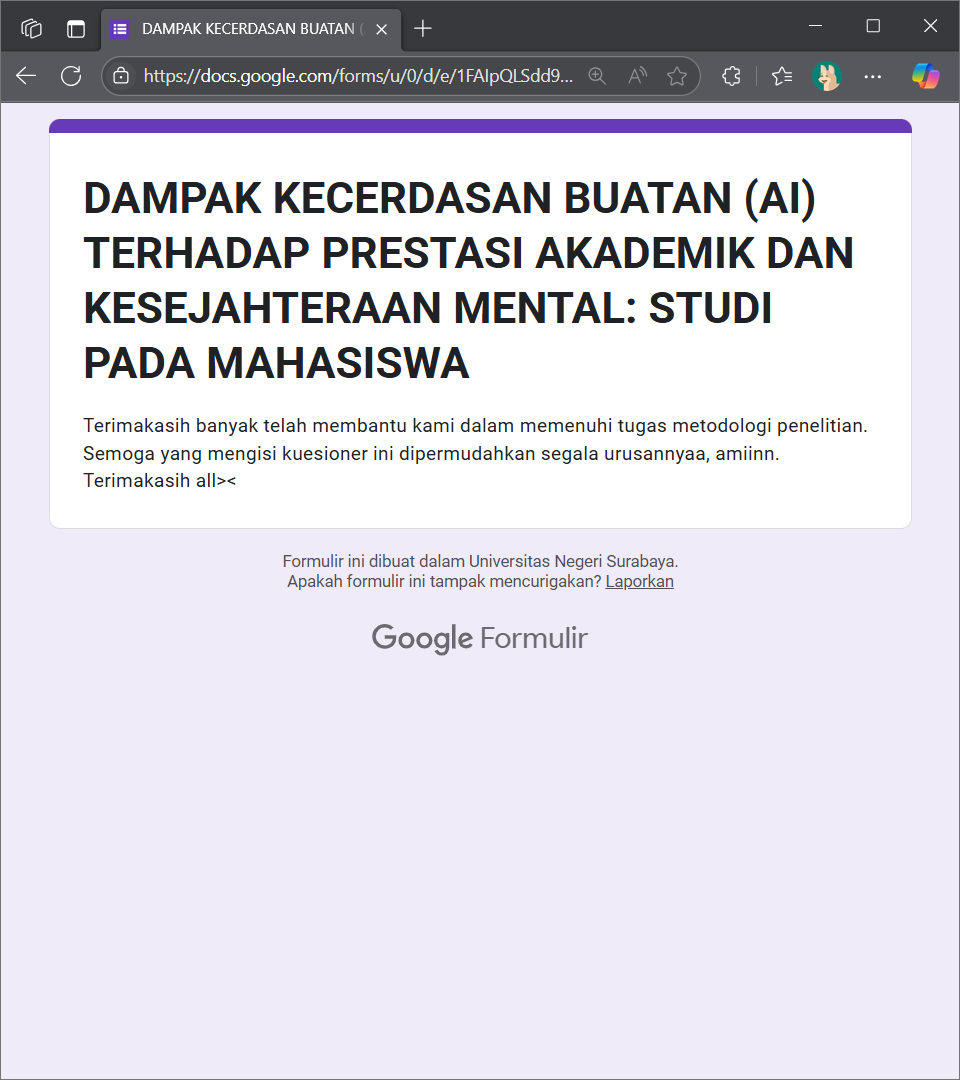 DAMPAK KECERDASAN BUATAN (
https://docs.google.com/forms/u/0/d/e/1FAIpQLSdd9...
DAMPAK KECERDASAN BUATAN (AI)
TERHADAP PRESTASI AKADEMIK DAN
KESEJAHTERAAN MENTAL: STUDI
PADA MAHASISWA
Terimakasih banyak telah membantu kami dalam memenuhi tugas metodologi penelitian.
Semoga yang mengisi kuesioner ini dipermudahkan segala urusannyaa, amiinn.
Terimakasih all><
Formulir ini dibuat dalam Universitas Negeri Surabaya.
Apakah formulir ini tampak mencurigakan? Laporkan
Google Formulir